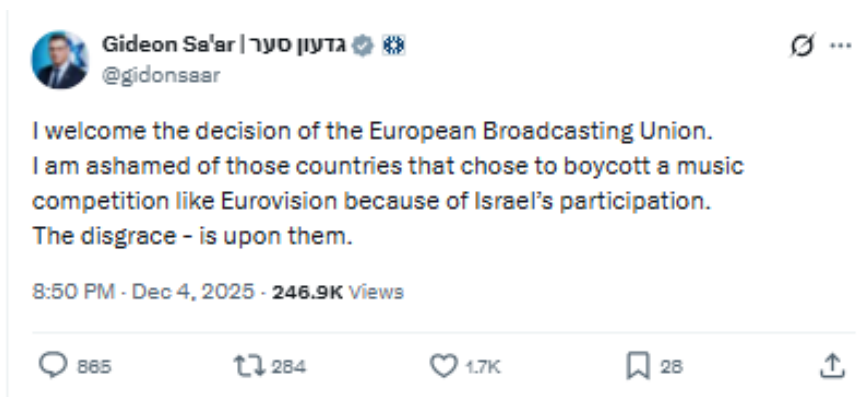 Gideon Sa'ar | גדעון סער
@gidonsaar
I welcome the decision of the European Broadcasting Union.
I am ashamed of those countries that chose to boycott a music
competition like Eurovision because of Israel’s participation.
The disgrace - is upon them.
8:50 PM · Dec 4, 2025 · 246.9K Views
865 284 1.7K 28